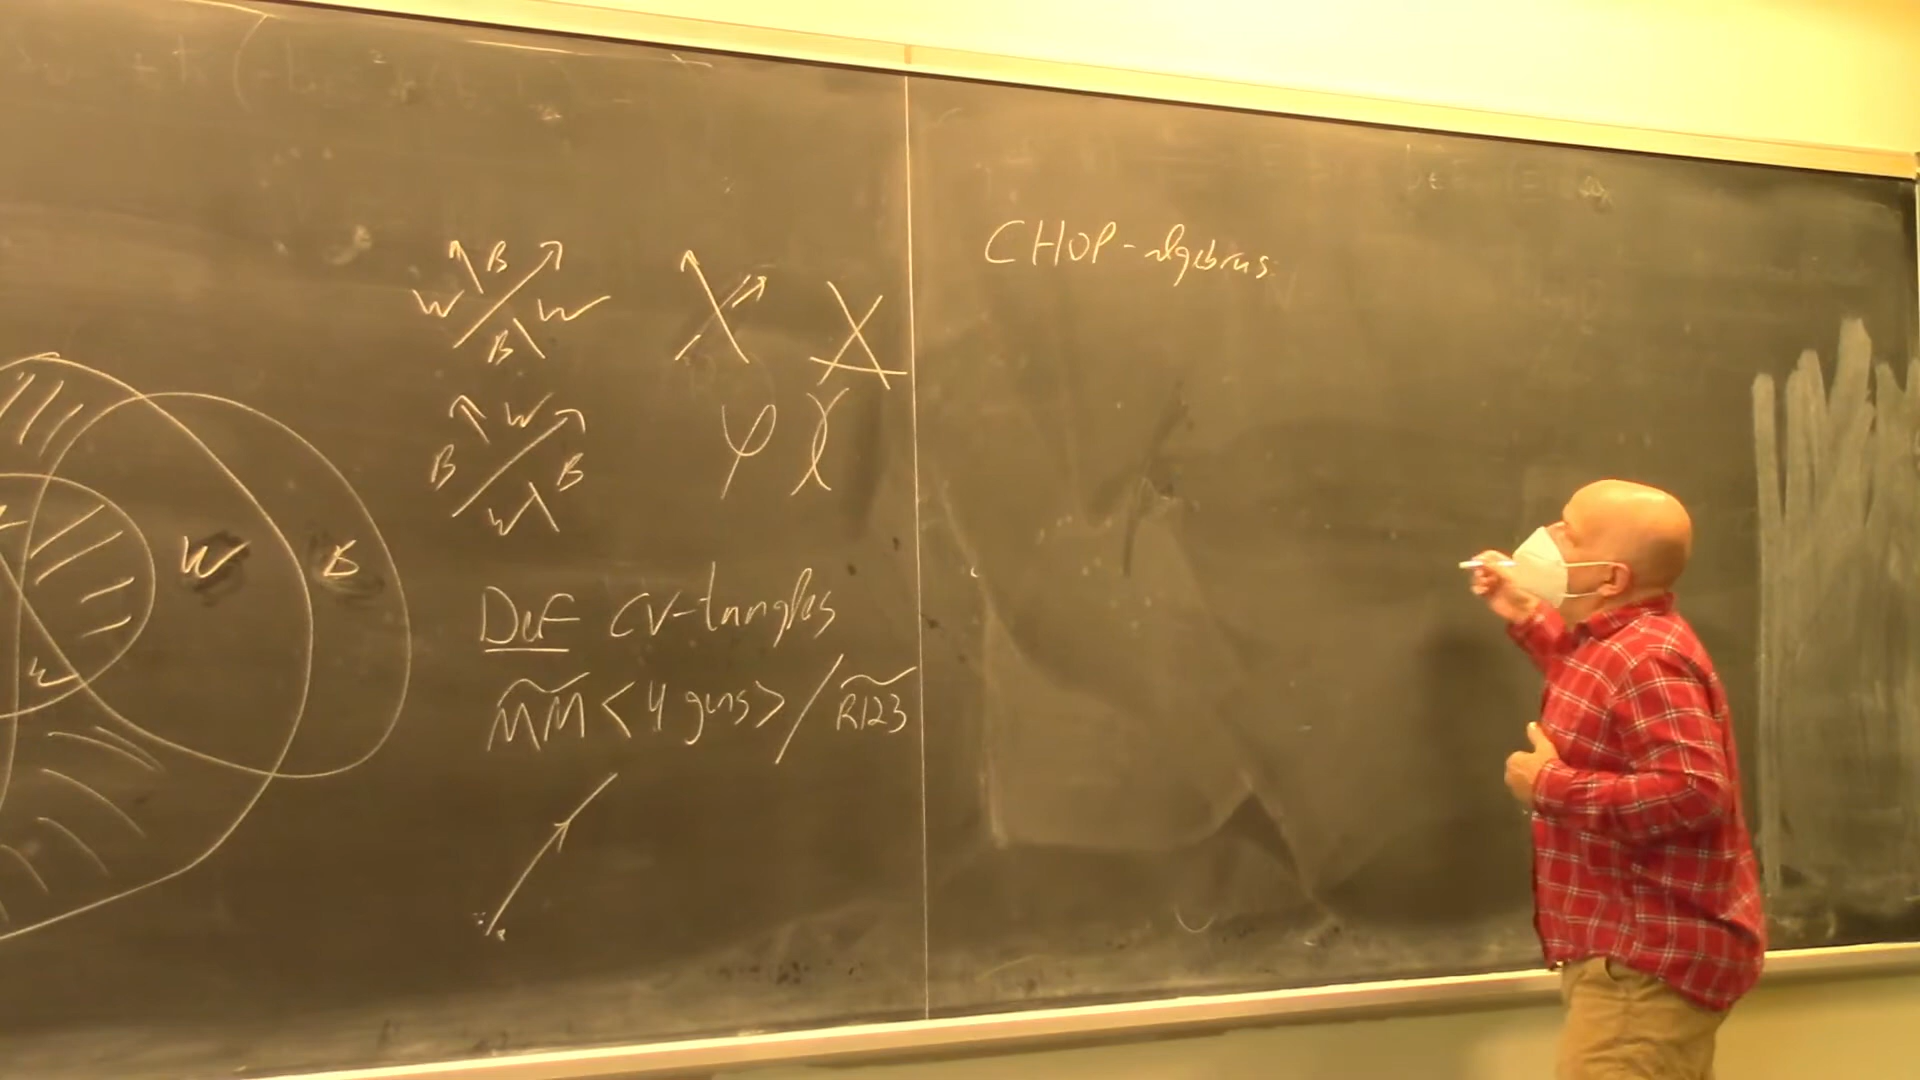 B
W W
B
W
B B
W
φ
W B
Def CV-tangles
MM < 4 gens > / R123
CHOP-algebras: